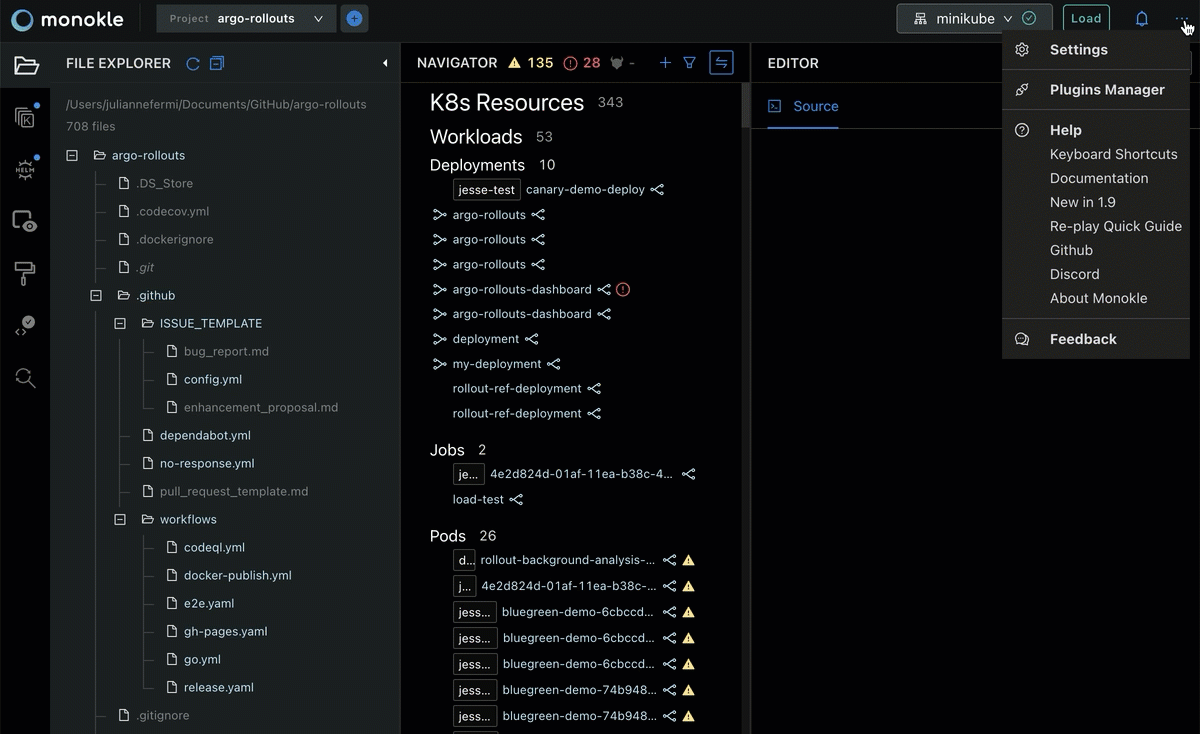 monokle
Project argo-rollouts
minikube
Load
FILE EXPLORER
/Users/juliannefermi/Documents/GitHub/argo-rollouts
708 files
argo-rollouts
.DS_Store
.codecov.yml
.dockerignore
.git
.github
ISSUE_TEMPLATE
bug_report.md
config.yml
enhancement_proposal.md
dependabot.yml
no-response.yml
pull_request_template.md
workflows
codeql.yml
docker-publish.yml
e2e.yaml
gh-pages.yaml
go.yml
release.yaml
.gitignore
K
HELM
NAVIGATOR 135 28 -
K8s Resources 343
Workloads 53
Deployments 10
jesse-test canary-demo-deploy
argo-rollouts
argo-rollouts
argo-rollouts
argo-rollouts-dashboard
argo-rollouts-dashboard
deployment
my-deployment
rollout-ref-deployment
rollout-ref-deployment
Jobs 2
je... 4e2d824d-01af-11ea-b38c-4...
load-test
Pods 26
d... rollout-background-analysis-...
j... 4e2d824d-01af-11ea-b38c-...
jess... bluegreen-demo-6cbccd...
jess... bluegreen-demo-6cbccd...
jess... bluegreen-demo-6cbccd...
jess... bluegreen-demo-74b948...
jess... bluegreen-demo-74b948...
EDITOR
Source
Settings
Plugins Manager
Help
Keyboard Shortcuts
Documentation
New in 1.9
Re-play Quick Guide
Github
Discord
About Monokle
Feedback